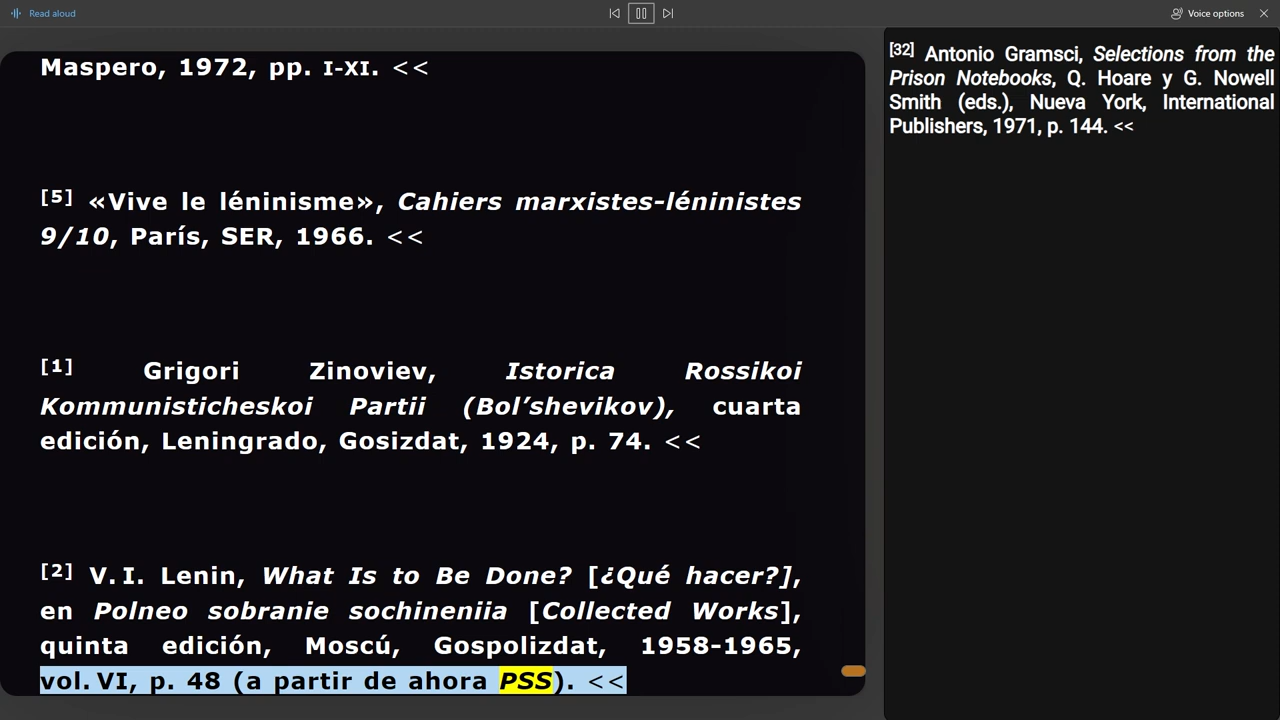 Read aloud
Voice options
Maspero, 1972, pp. I-XI. <<
[5] «Vive le léninisme», Cahiers marxistes-léninistes
9/10, París, SER, 1966. <<
[1] Grigori Zinoviev, Istorica Rossikoi
Kommunisticheskoi Partii (Bol’shevikov), cuarta
edición, Leningrado, Gosizdat, 1924, p. 74. <<
[2] V. I. Lenin, What Is to Be Done? [¿Qué hacer?],
en Polneo sobranie sochineniia [Collected Works],
quinta edición, Moscú, Gospolizdat, 1958-1965,
vol. VI, p. 48 (a partir de ahora PSS). <<
[32] Antonio Gramsci, Selections from the
Prison Notebooks, Q. Hoare y G. Nowell
Smith (eds.), Nueva York, International
Publishers, 1971, p. 144. <<